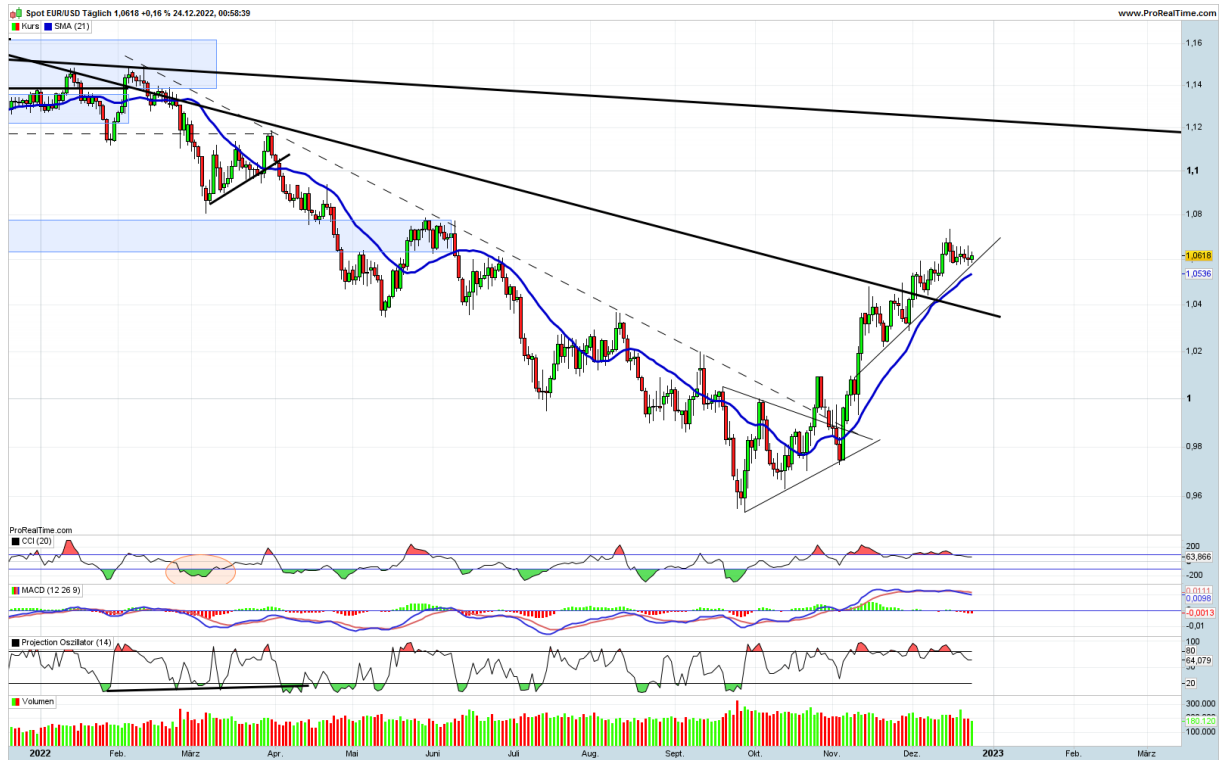 Spot EUR/USD Täglich 1,0618 +0,16 % 24.12.2022, 00:58:39
www.ProRealTime.com
Kurs SMA (21)
1,16
1,14
1,12
1,1
1,08
1,0618
1,0536
1,04
1,02
1
0,98
0,96
ProRealTime.com
CCI (20)
200
63,866
-200
MACD (12 26 9)
0,0111
0,0098
-0,0013
-0,01
Projection Oszillator (14)
100
80
64,079
20
Volumen
300.000
180.120
100.000
2022 Feb. März Apr. Mai Juni Juli Aug. Sept. Okt. Nov. Dez. 2023 Feb. März